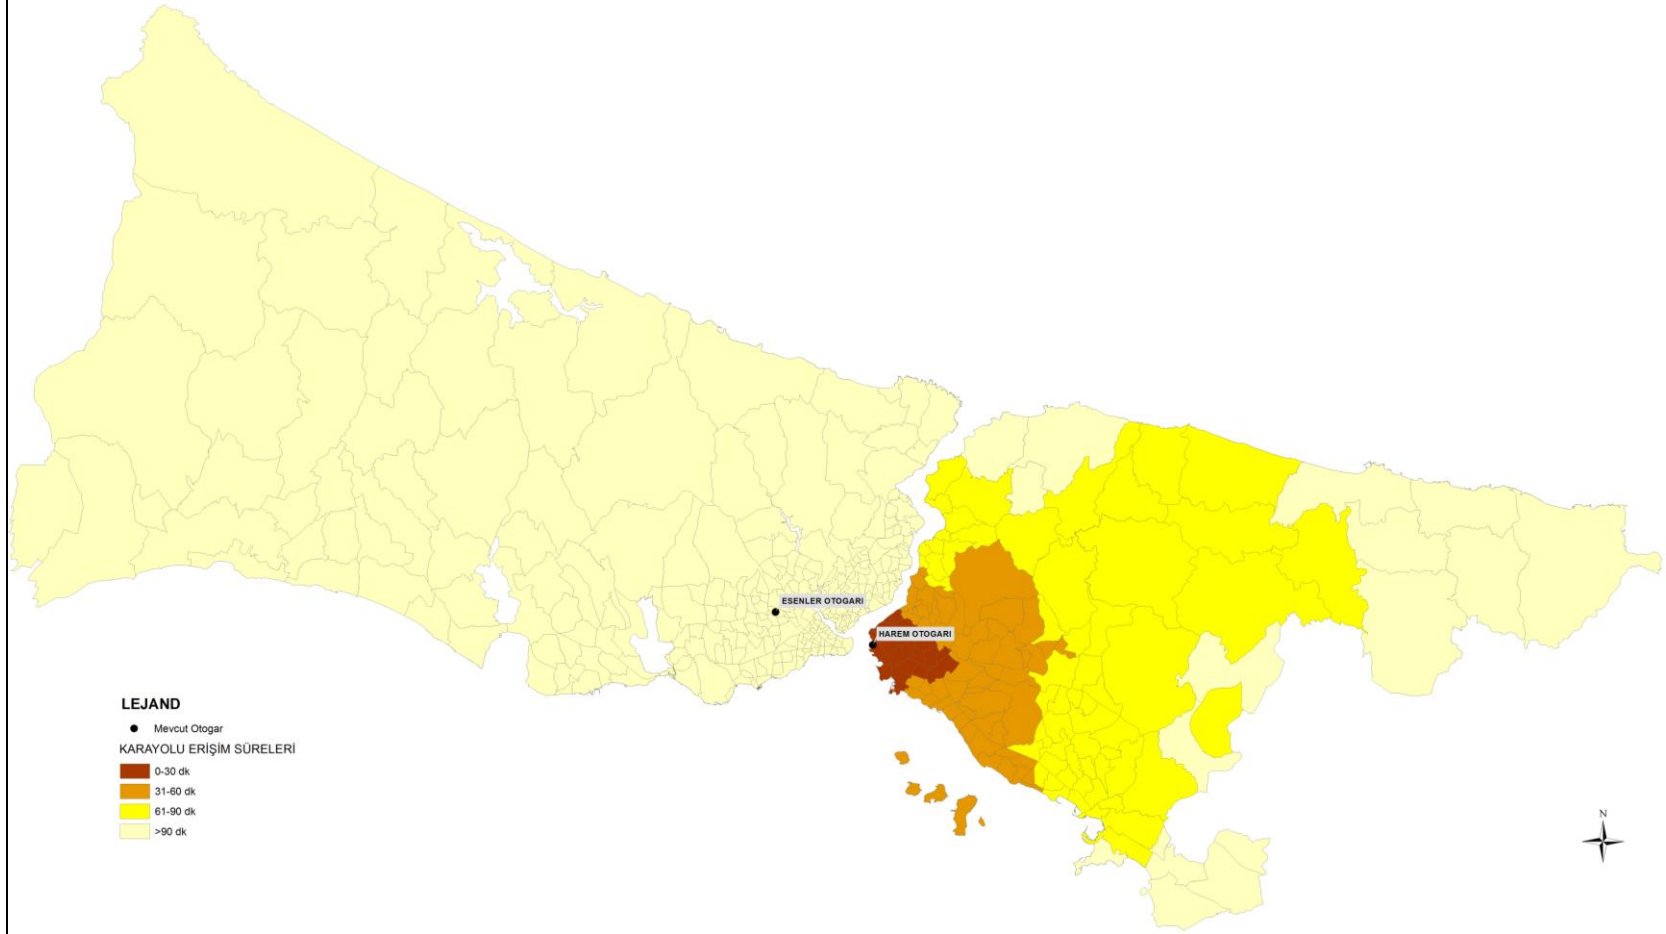 ESENLER OTOGARI
HAREM OTOGARI
LEJAND
Mevcut Otogar
KARAYOLU ERİŞİM SÜRELERİ
0-30 dk
31-60 dk
61-90 dk
>90 dk
N